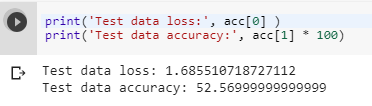 print('Test data loss:', acc[0] )
print('Test data accuracy:', acc[1] * 100)
Test data loss: 1.685510718727112
Test data accuracy: 52.56999999999999